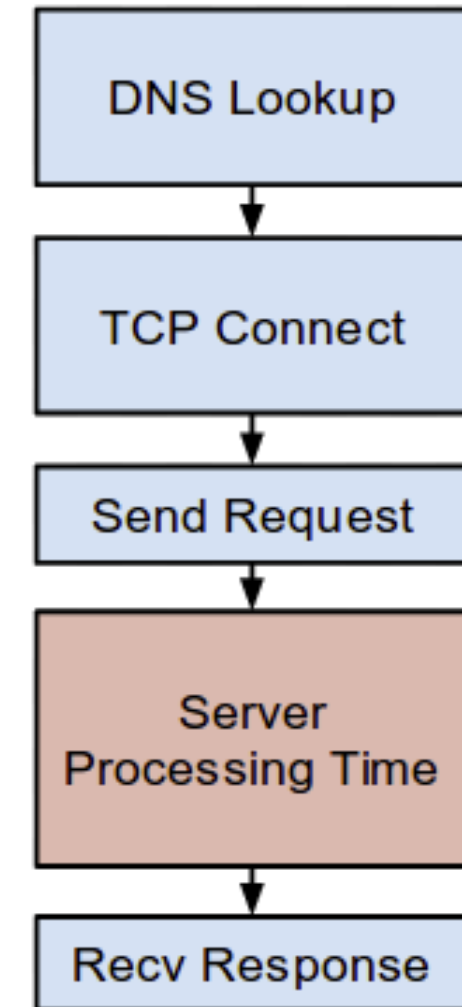 DNS Lookup
TCP Connect
Send Request
Server
Processing Time
Recv Response